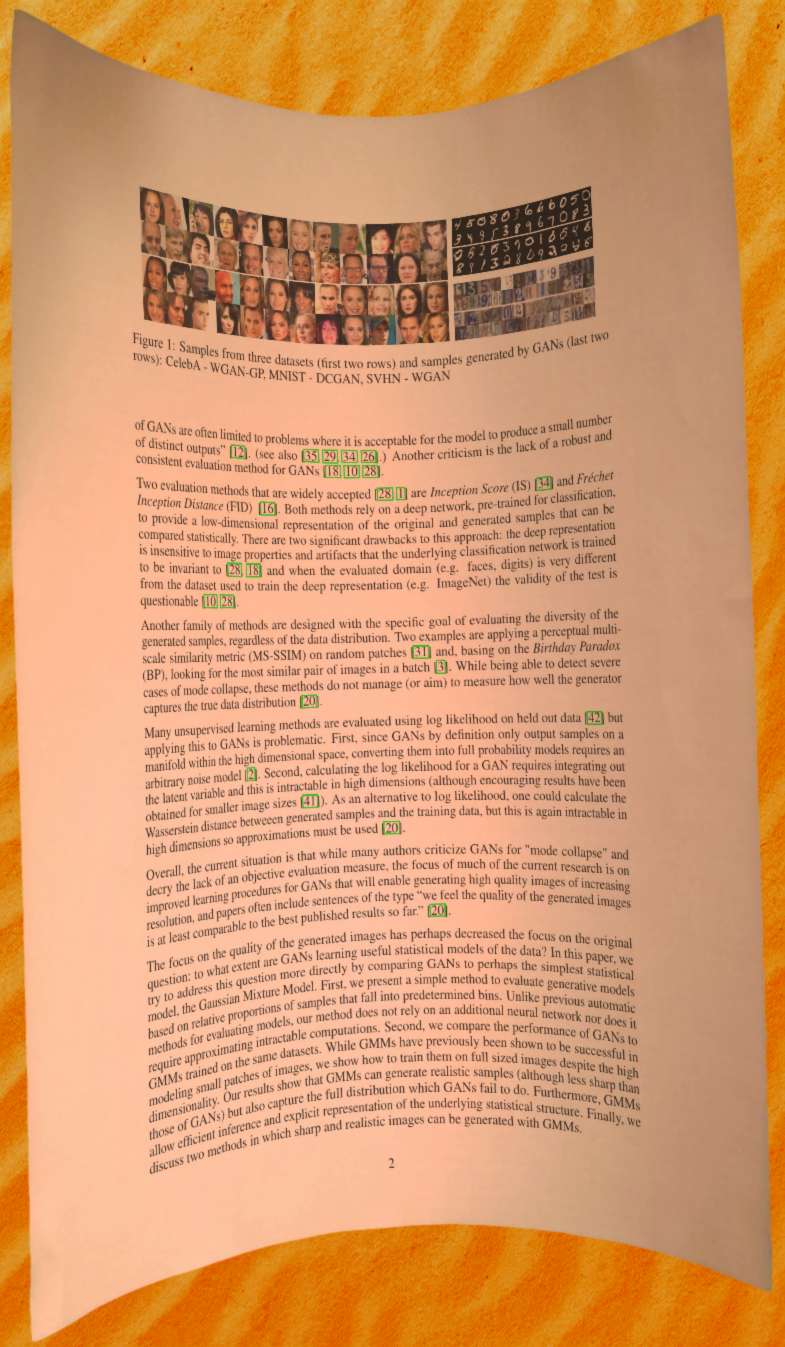 Figure 1: Samples from three datasets (first two rows) and samples generated by GANs (last two
rows): CelebA - WGAN-GP, MNIST - DCGAN, SVHN - WGAN
of GANs are often limited to problems where it is acceptable for the model to produce a small number
of distinct outputs" [12]. (see also [35, 29, 34, 26].) Another criticism is the lack of a robust and
consistent evaluation method for GANs [18, 10, 28].
Two evaluation methods that are widely accepted [28, 1] are Inception Score (IS) [34] and Fréchet
Inception Distance (FID) [16]. Both methods rely on a deep network, pre-trained for classification,
to provide a low-dimensional representation of the original and generated samples that can be
compared statistically. There are two significant drawbacks to this approach: the deep representation
is insensitive to image properties and artifacts that the underlying classification network is trained
to be invariant to [28, 18] and when the evaluated domain (e.g. faces, digits) is very different
from the dataset used to train the deep representation (e.g. ImageNet) the validity of the test is
questionable [10, 28].
Another family of methods are designed with the specific goal of evaluating the diversity of the
generated samples, regardless of the data distribution. Two examples are applying a perceptual multi-
scale similarity metric (MS-SSIM) on random patches [31] and, basing on the Birthday Paradox
(BP), looking for the most similar pair of images in a batch [3]. While being able to detect severe
cases of mode collapse, these methods do not manage (or aim) to measure how well the generator
captures the true data distribution [20].
Many unsupervised learning methods are evaluated using log likelihood on held out data [42] but
applying this to GANs is problematic. First, since GANs by definition only output samples on a
manifold within the high dimensional space, converting them into full probability models requires an
arbitrary noise model [2]. Second, calculating the log likelihood for a GAN requires integrating out
the latent variable and this is intractable in high dimensions (although encouraging results have been
obtained for smaller image sizes [41]). As an alternative to log likelihood, one could calculate the
Wasserstein distance betweeen generated samples and the training data, but this is again intractable in
high dimensions so approximations must be used [20].
Overall, the current situation is that while many authors criticize GANs for "mode collapse" and
decry the lack of an objective evaluation measure, the focus of much of the current research is on
improved learning procedures for GANs that will enable generating high quality images of increasing
resolution, and papers often include sentences of the type “we feel the quality of the generated images
is at least comparable to the best published results so far.” [20].
The focus on the quality of the generated images has perhaps decreased the focus on the original
question: to what extent are GANs learning useful statistical models of the data? In this paper, we
try to address this question more directly by comparing GANs to perhaps the simplest statistical
model, the Gaussian Mixture Model. First, we present a simple method to evaluate generative models
based on relative proportions of samples that fall into predetermined bins. Unlike previous automatic
methods for evaluating models, our method does not rely on an additional neural network nor does it
require approximating intractable computations. Second, we compare the performance of GANs to
GMMs trained on the same datasets. While GMMs have previously been shown to be successful in
modeling small patches of images, we show how to train them on full sized images despite the high
dimensionality. Our results show that GMMs can generate realistic samples (although less sharp than
those of GANs) but also capture the full distribution which GANs fail to do. Furthermore, GMMs
allow efficient inference and explicit representation of the underlying statistical structure. Finally, we
discuss two methods in which sharp and realistic images can be generated with GMMs.
2